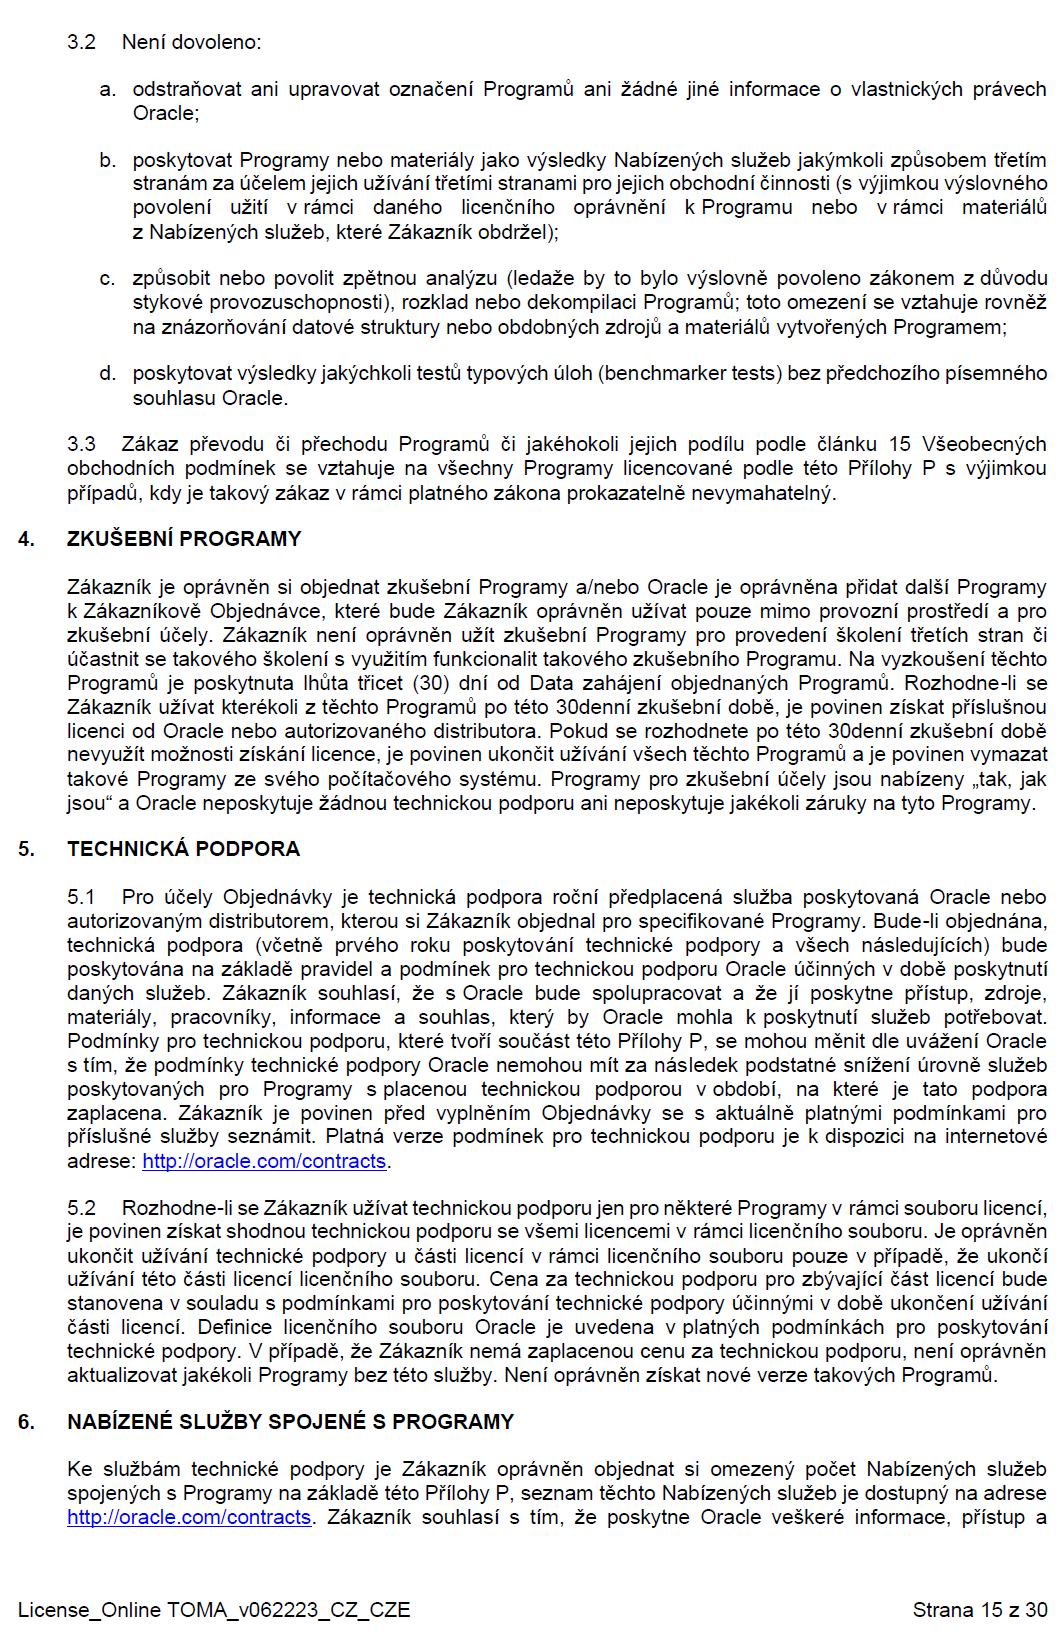 3.2 Není dovoleno:
a. odstraňovat ani upravovat označení Programů ani žádné jiné informace o vlastnických právech
Oracle;
b. poskytovat Programy nebo materiály jako výsledky Nabízených služeb jakýmkoli způsobem třetím
stranám za účelem jejich užívání třetími stranami pro jejich obchodní činnosti (s výjimkou výslovného
povolení užití v rámci daného licenčního oprávnění k Programu nebo v rámci materiálů
z Nabízených služeb, které Zákazník obdržel);
c. způsobit nebo povolit zpětnou analýzu (ledaže by to bylo výslovně povoleno zákonem z důvodu
stykové provozuschopnosti), rozklad nebo dekompilaci Programů; toto omezení se vztahuje rovněž
na znázorňování datové struktury nebo obdobných zdrojů a materiálů vytvořených Programem;
d. poskytovat výsledky jakýchkoli testů typových úloh (benchmarker tests) bez předchozího písemného
souhlasu Oracle.
3.3 Zákaz převodu či přechodu Programů či jakéhokoli jejich podílu podle článku 15 Všeobecných
obchodních podmínek se vztahuje na všechny Programy licencované podle této Přílohy P s výjimkou
případů, kdy je takový zákaz v rámci platného zákona prokazatelně nevymahatelný.
4. ZKUŠEBNÍ PROGRAMY
Zákazník je oprávněn si objednat zkušební Programy a/nebo Oracle je oprávněna přidat další Programy
k Zákazníkově Objednávce, které bude Zákazník oprávněn užívat pouze mimo provozní prostředí a pro
zkušební účely. Zákazník není oprávněn užít zkušební Programy pro provedení školení třetích stran či
účastnit se takového školení s využitím funkcionalit takového zkušebního Programu. Na vyzkoušení těchto
Programů je poskytnuta lhůta třicet (30) dní od Data zahájení objednaných Programů. Rozhodne-li se
Zákazník užívat kterékoli z těchto Programů po této 30denní zkušební době, je povinen získat příslušnou
licenci od Oracle nebo autorizovaného distributora. Pokud se rozhodnete po této 30denní zkušební době
nevyužít možnosti získání licence, je povinen ukončit užívání všech těchto Programů a je povinen vymazat
takové Programy ze svého počítačového systému. Programy pro zkušební účely jsou nabízeny „tak, jak
jsou“ a Oracle neposkytuje žádnou technickou podporu ani neposkytuje jakékoli záruky na tyto Programy.
5. TECHNICKÁ PODPORA
5.1 Pro účely Objednávky je technická podpora roční předplacená služba poskytovaná Oracle nebo
autorizovaným distributorem, kterou si Zákazník objednal pro specifikované Programy. Bude-li objednána,
technická podpora (včetně prvého roku poskytování technické podpory a všech následujících) bude
poskytována na základě pravidel a podmínek pro technickou podporu Oracle účinných v době poskytnutí
daných služeb. Zákazník souhlasí, že s Oracle bude spolupracovat a že jí poskytne přístup, zdroje,
materiály, pracovníky, informace a souhlas, který by Oracle mohla k poskytnutí služeb potřebovat.
Podmínky pro technickou podporu, které tvoří součást této Přílohy P, se mohou měnit dle uvážení Oracle
s tím, že podmínky technické podpory Oracle nemohou mít za následek podstatné snížení úrovně služeb
poskytovaných pro Programy s placenou technickou podporou v období, na které je tato podpora
zaplacena. Zákazník je povinen před vyplněním Objednávky se s aktuálně platnými podmínkami pro
příslušné služby seznámit. Platná verze podmínek pro technickou podporu je k dispozici na internetové
adrese: http://oracle.com/contracts.
5.2 Rozhodne-li se Zákazník užívat technickou podporu jen pro některé Programy v rámci souboru licencí,
je povinen získat shodnou technickou podporu se všemi licencemi v rámci licenčního souboru. Je oprávněn
ukončit užívání technické podpory u části licencí v rámci licenčního souboru pouze v případě, že ukončí
užívání této části licencí licenčního souboru. Cena za technickou podporu pro zbývající část licencí bude
stanovena v souladu s podmínkami pro poskytování technické podpory účinnými v době ukončení užívání
části licencí. Definice licenčního souboru Oracle je uvedena v platných podmínkách pro poskytování
technické podpory. V případě, že Zákazník nemá zaplacenou cenu za technickou podporu, není oprávněn
aktualizovat jakékoli Programy bez této služby. Není oprávněn získat nové verze takových Programů.
6. NABÍZENÉ SLUŽBY SPOJENÉ S PROGRAMY
Ke službám technické podpory je Zákazník oprávněn objednat si omezený počet Nabízených služeb
spojených s Programy na základě této Přílohy P, seznam těchto Nabízených služeb je dostupný na adrese
http://oracle.com/contracts. Zákazník souhlasí s tím, že poskytne Oracle veškeré informace, přístup a
License_Online TOMA_v062223_CZ_CZE Strana 15 z 30